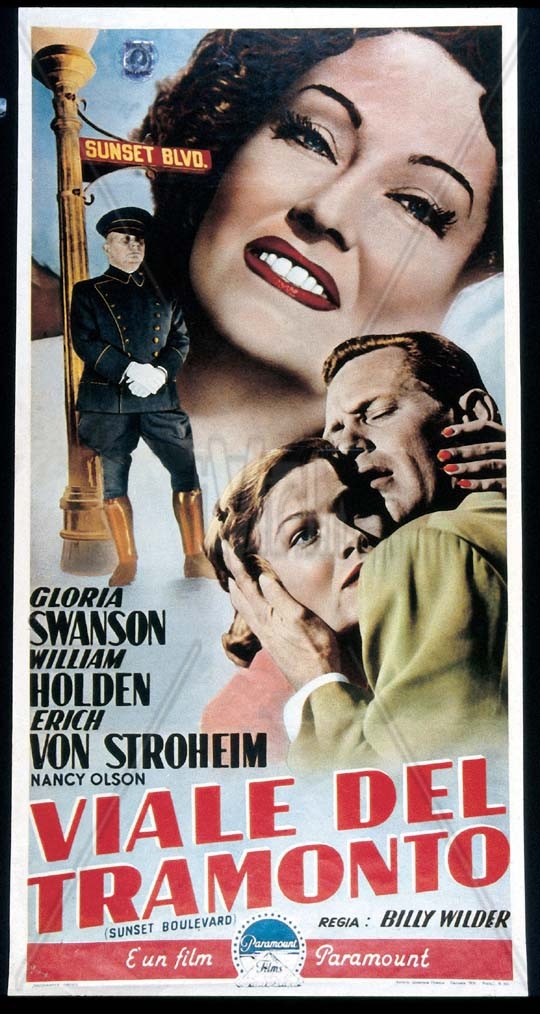 SUNSET BLVD.
GLORIA
SWANSON
WILLIAM
HOLDEN
ERICH
VON STROHEIM
NANCY OLSON
VIALE DEL
TRAMONTO
(SUNSET BOULEVARD)
REGIA : BILLY WILDER
È un film Paramount Films Paramount